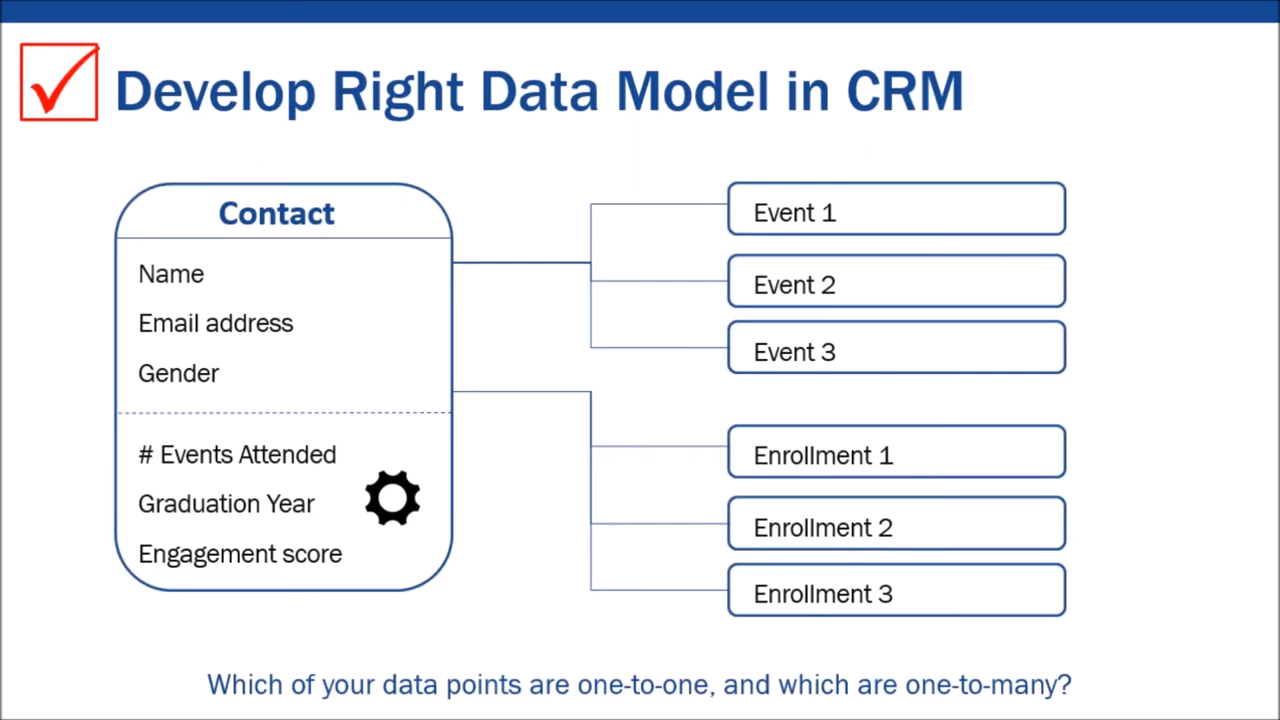 Develop Right Data Model in CRM
Contact
Name
Email address
Gender
# Events Attended
Graduation Year
Engagement score
Event 1
Event 2
Event 3
Enrollment 1
Enrollment 2
Enrollment 3
Which of your data points are one-to-one, and which are one-to-many?